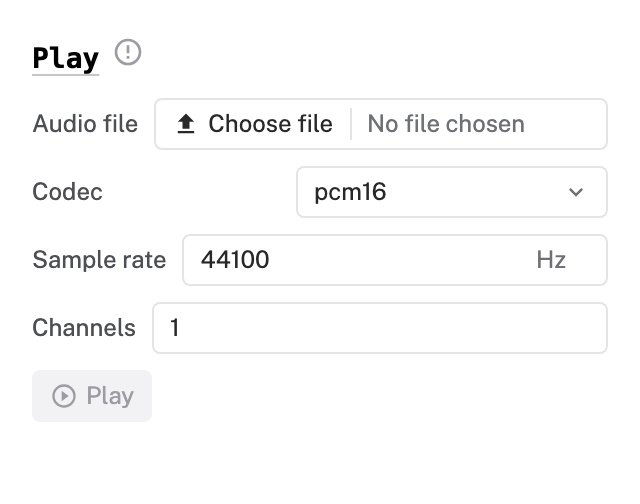 Play
Audio file Choose file No file chosen
Codec pcm16
Sample rate 44100 Hz
Channels 1
Play